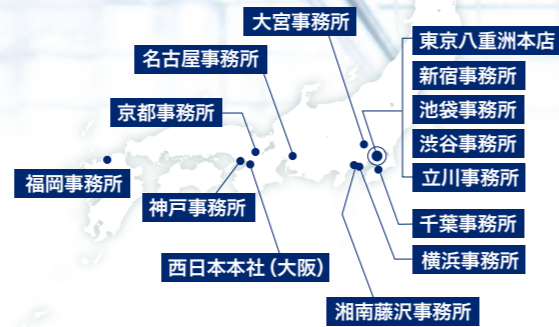 大宮事務所
東京八重洲本店
名古屋事務所
新宿事務所
京都事務所
池袋事務所
渋谷事務所
福岡事務所
立川事務所
神戸事務所
千葉事務所
西日本本社(大阪)
横浜事務所
湘南藤沢事務所